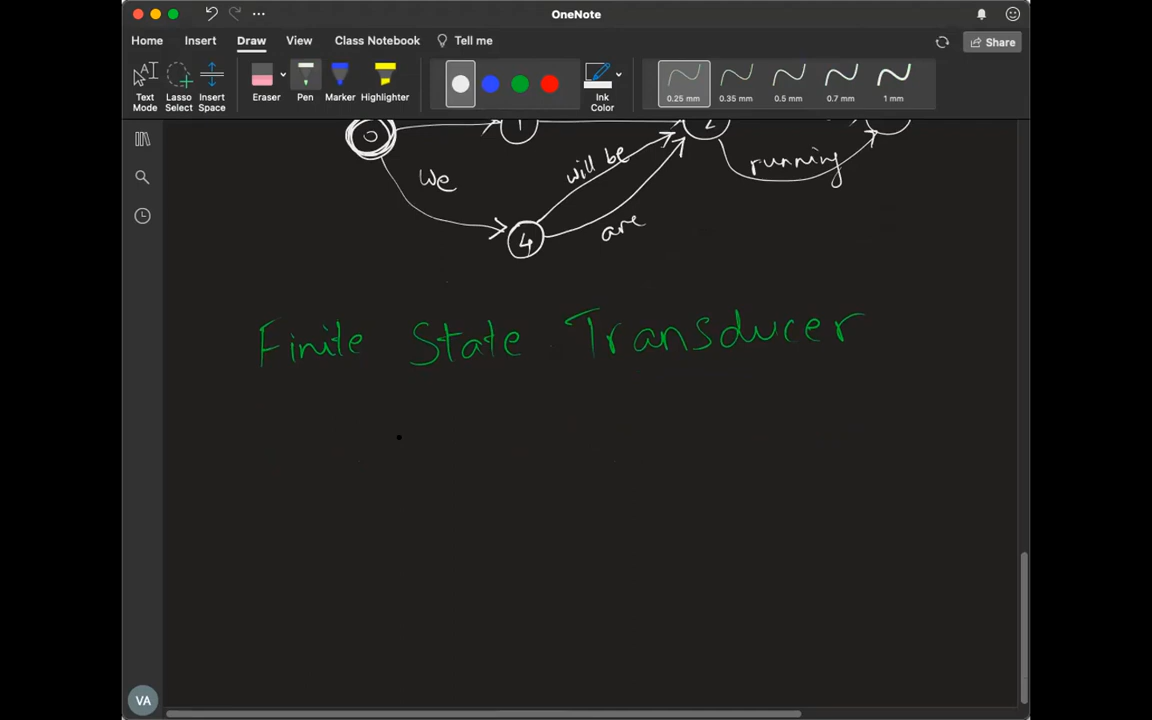 OneNote
Home Insert Draw View Class Notebook Tell me Share
Text Mode Lasso Select Insert Space Eraser Pen Marker Highlighter Ink Color 0.25 mm 0.35 mm 0.5 mm 0.7 mm 1 mm
0 1 2
We will be running
4 are
Finite State Transducer
VA